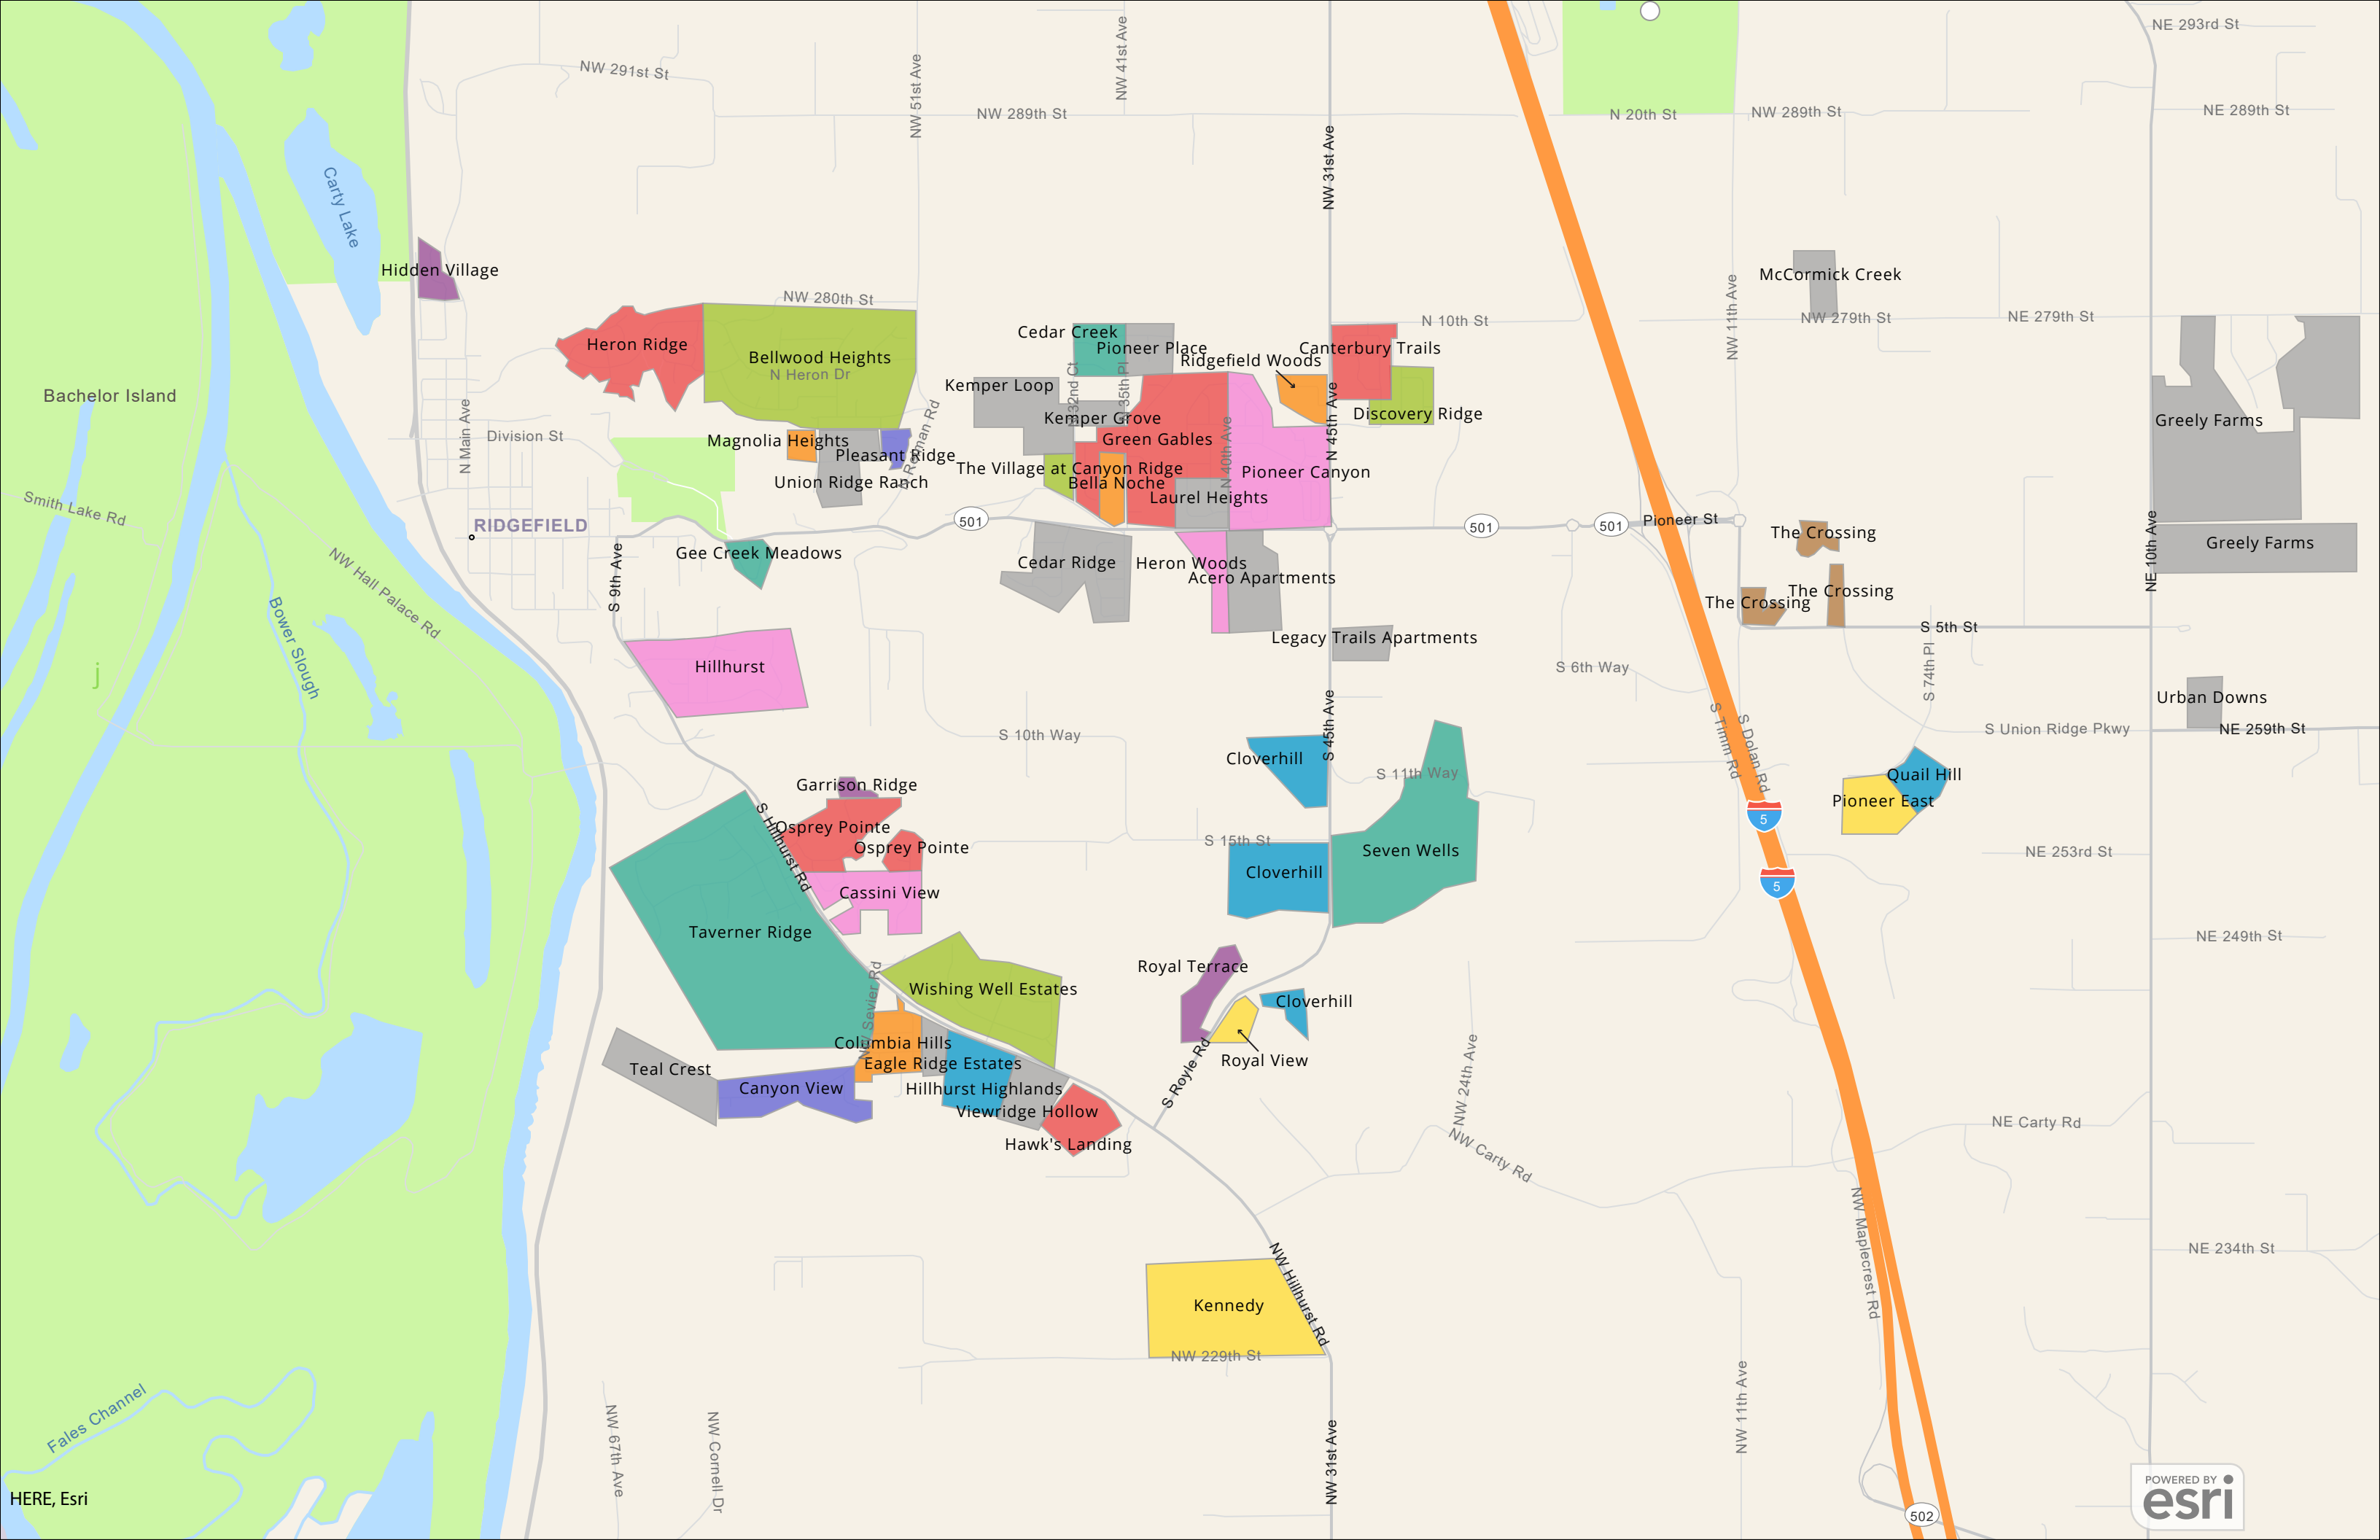 NE 293rd St
NW 291st St
NW 51st Ave
NW 41st Ave
NW 289th St
N 20th St
NW 289th St
NE 289th St
NW 31st Ave
Carty Lake
Hidden Village
McCormick Creek
NW 11th Ave
NW 279th St
NE 279th St
NW 280th St
N 10th St
Heron Ridge
Bellwood Heights
N Heron Dr
Cedar Creek
Pioneer Place
Ridgefield Woods
Canterbury Trails
Kemper Loop
Kemper Grove
Discovery Ridge
N 45th Ave
N 35th Pl
32nd Ct
Bachelor Island
N Main Ave
Division St
Magnolia Heights
Pleasant Ridge
Union Ridge Ranch
Green Gables
N 40th Ave
The Village at Canyon Ridge
Bella Noche
Pioneer Canyon
Laurel Heights
Greely Farms
Smith Lake Rd
RIDGEFIELD
501
501
501
Pioneer St
The Crossing
Greely Farms
NE 10th Ave
NW Hall Palace Rd
S 9th Ave
Gee Creek Meadows
Cedar Ridge
Heron Woods
Acero Apartments
The Crossing
The Crossing
Bower Slough
S 5th St
Legacy Trails Apartments
j
Hillhurst
S 6th Way
S 74th Pl
Urban Downs
S 45th Ave
S 10th Way
S Union Ridge Pkwy
NE 259th St
S Timm Rd
S Dolan Rd
Cloverhill
S 11th Way
Quail Hill
Pioneer East
Garrison Ridge
S Hillhurst Rd
Osprey Pointe
Osprey Pointe
5
S 15th St
Seven Wells
NE 253rd St
Cloverhill
5
Cassini View
Taverner Ridge
NE 249th St
Royal Terrace
Wishing Well Estates
Cloverhill
Columbia Hills
Royal View
Eagle Ridge Estates
Teal Crest
Canyon View
Hillhurst Highlands
S Royle Rd
NW 24th Ave
Viewridge Hollow
Hawk's Landing
NW Carty Rd
NE Carty Rd
NW Maplecrest Rd
NE 234th St
NW Hillhurst Rd
Kennedy
NW 229th St
Fales Channel
NW 67th Ave
NW Cornell Dr
NW 31st Ave
NW 11th Ave
HERE, Esri
POWERED BY
esri
502